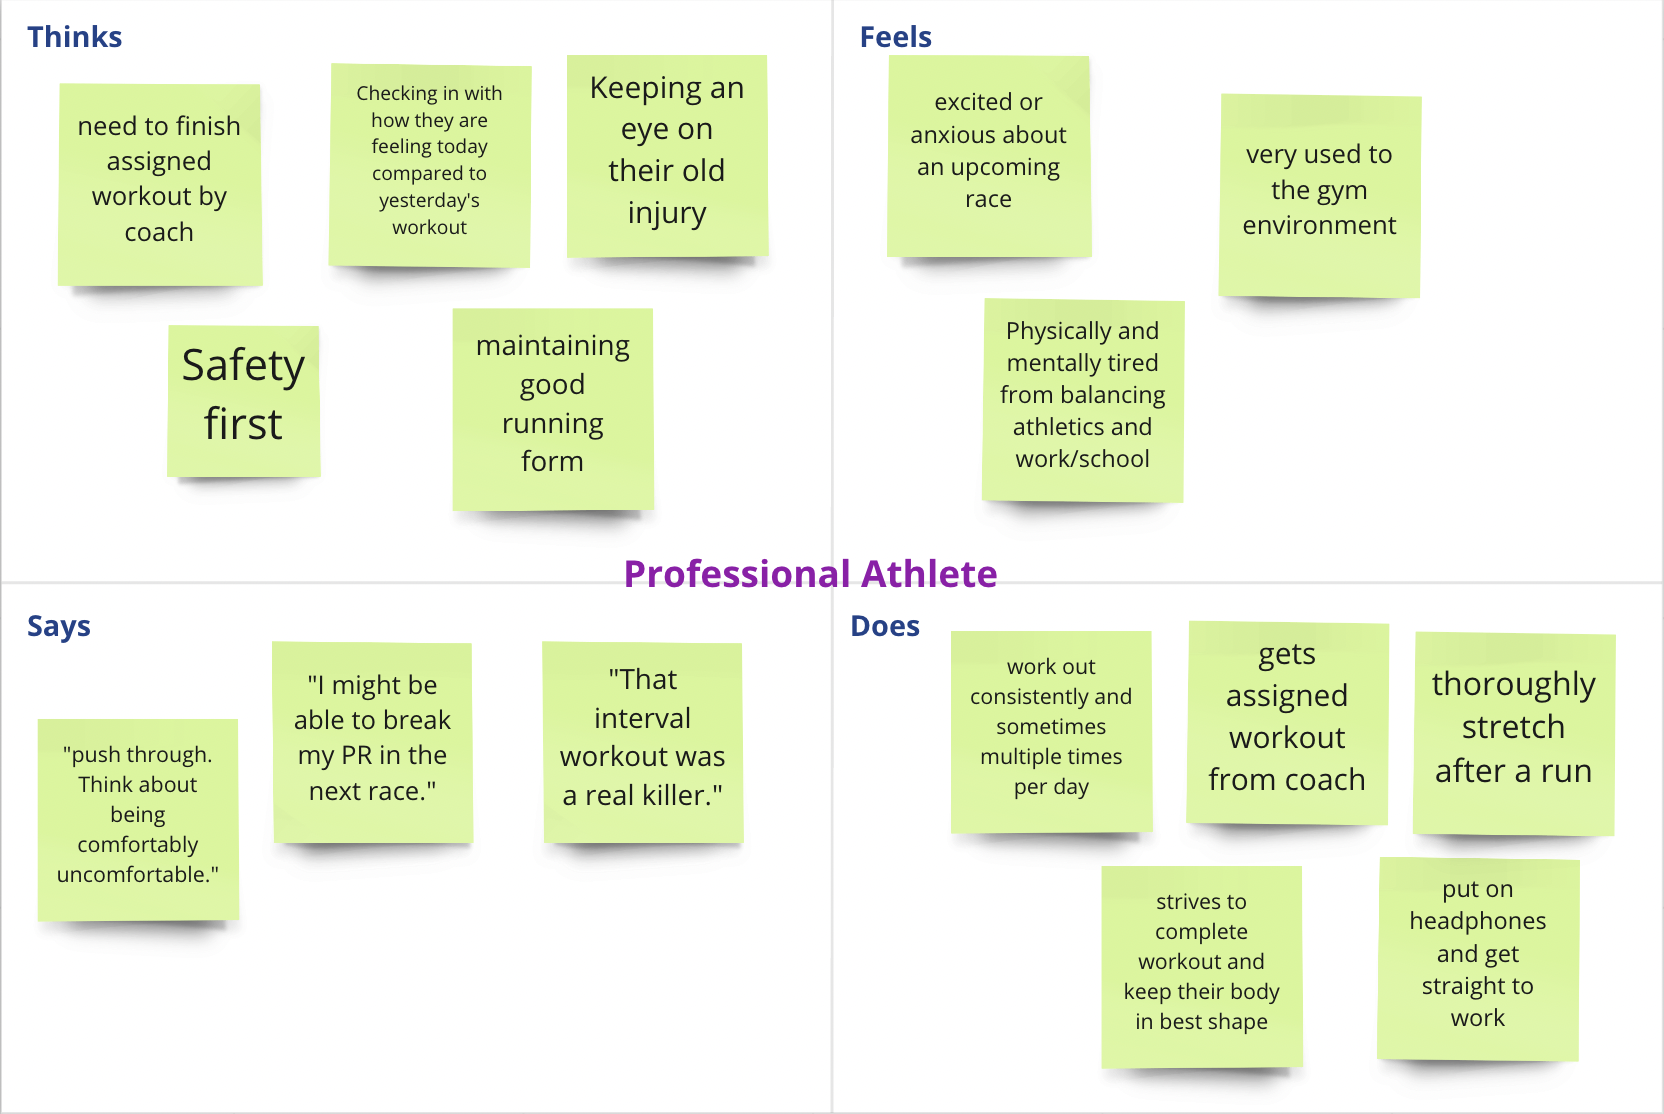 Thinks
need to finish
assigned
workout by
coach
Checking in with
how they are
feeling today
compared to
yesterday's
workout
Keeping an
eye on
their old
injury
Safety
first
maintaining
good
running
form
Feels
excited or
anxious about
an upcoming
race
very used to
the gym
environment
Physically and
mentally tired
from balancing
athletics and
work/school
Professional Athlete
Says
"push through.
Think about
being
comfortably
uncomfortable."
"I might be
able to break
my PR in the
next race."
"That
interval
workout was
a real killer."
Does
work out
consistently and
sometimes
multiple times
per day
gets
assigned
workout
from coach
thoroughly
stretch
after a run
strives to
complete
workout and
keep their body
in best shape
put on
headphones
and get
straight to
work